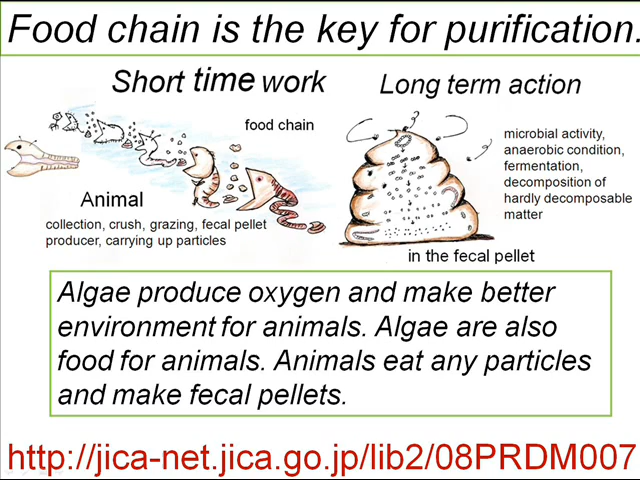 Food chain is the key for purification.
Short time work
Long term action
food chain
Animal
collection, crush, grazing, fecal pellet
producer, carrying up particles
microbial activity,
anaerobic condition,
fermentation,
decomposition of
hardly decomposable
matter
in the fecal pellet
Algae produce oxygen and make better
environment for animals. Algae are also
food for animals. Animals eat any particles
and make fecal pellets.
http://jica-net.jica.go.jp/lib2/08PRDM007